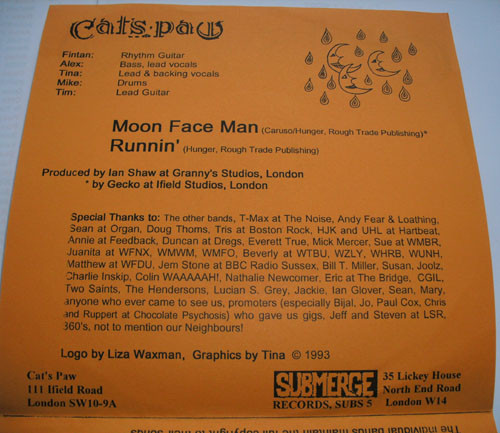 Cats·paw
Fintan: Rhythm Guitar
Alex: Bass, lead vocals
Tina: Lead & backing vocals
Mike: Drums
Tim: Lead Guitar
Moon Face Man (Caruso/Hunger, Rough Trade Publishing)*
Runnin' (Hunger, Rough Trade Publishing)
Produced by Ian Shaw at Granny's Studios, London
* by Gecko at Ifield Studios, London
Special Thanks to: The other bands, T-Max at The Noise, Andy Fear & Loathing,
Sean at Organ, Doug Thoms, Tris at Boston Rock, HJK and UHL at Hartbeat,
Annie at Feedback, Duncan at Dregs, Everett True, Mick Mercer, Sue at WMBR,
Juanita at WFNX, WMWM, WMFO, Beverly at WTBU, WZLY, WHRB, WUNH,
Matthew at WFDU, Jem Stone at BBC Radio Sussex, Bill T. Miller, Susan, Joolz,
Charlie Inskip, Colin WAAAAAH!, Nathalie Newcomer, Eric at The Bridge, CGIL,
Two Saints, The Hendersons, Lucian S. Grey, Jackie, Ian Glover, Sean, Mary,
anyone who ever came to see us, promoters (especially Bijal, Jo, Paul Cox, Chris
and Ruppert at Chocolate Psychosis) who gave us gigs, Jeff and Steven at LSR,
360's, not to mention our Neighbours!
Logo by Liza Waxman, Graphics by Tina © 1993
Cat's Paw
111 Ifield Road
London SW10-9A
SUBMERGE
RECORDS, SUBS 5
35 Lickey House
North End Road
London W14
The individual bands maintain the full copyright to their songs